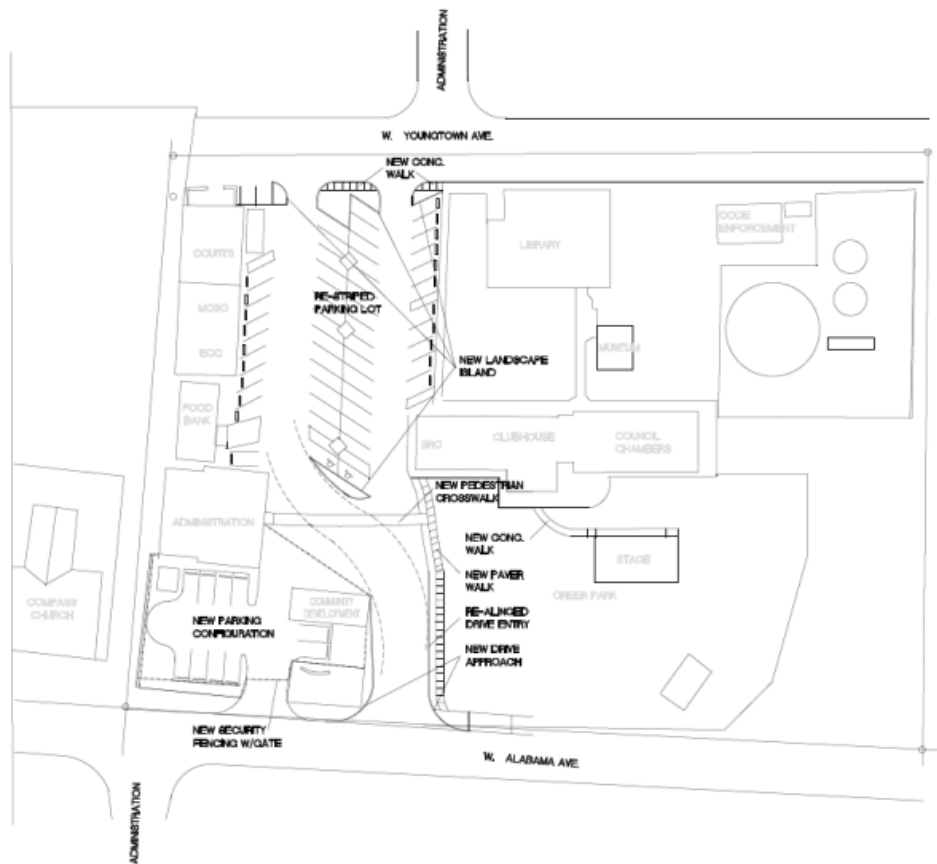 ADMINISTRATION
W. YOUNGTOWN AVE.
NEW CONC.
WALK
CODE
ENFORCEMENT
LIBRARY
COURTS
RE-STRIPED
PARKING LOT
MCSO
MUSEUM
ECC
NEW LANDSCAPE
ISLAND
FOOD
BANK
BRC
CLUBHOUSE
COUNCIL
CHAMBERS
NEW PEDESTRIAN
CROSSWALK
ADMINISTRATION
NEW CONC.
WALK
STAGE
NEW PAVER
WALK
GREER PARK
COMPASS
CHURCH
COMMUNITY
DEVELOPMENT
NEW PARKING
CONFIGURATION
RE-ALINGED
DRIVE ENTRY
NEW DRIVE
APPROACH
NEW SECURITY
FENCING W/GATE
W. ALABAMA AVE.
ADMINISTRATION